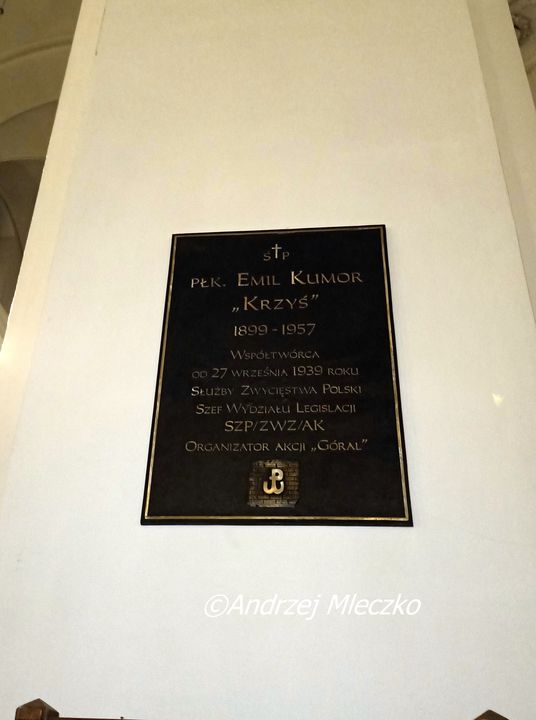 Ś✝P
PŁK. EMIL KUMOR
„KRZYŚ”
1899-1957
WSPÓŁTWÓRCA
OD 27 WRZEŚNIA 1939 ROKU
SŁUŻBY ZWYCIĘSTWA POLSKI
SZEF WYDZIAŁU LEGISLACJI
SZP/ZWZ/AK
ORGANIZATOR AKCJI „GÓRAL”
©Andrzej Mleczko